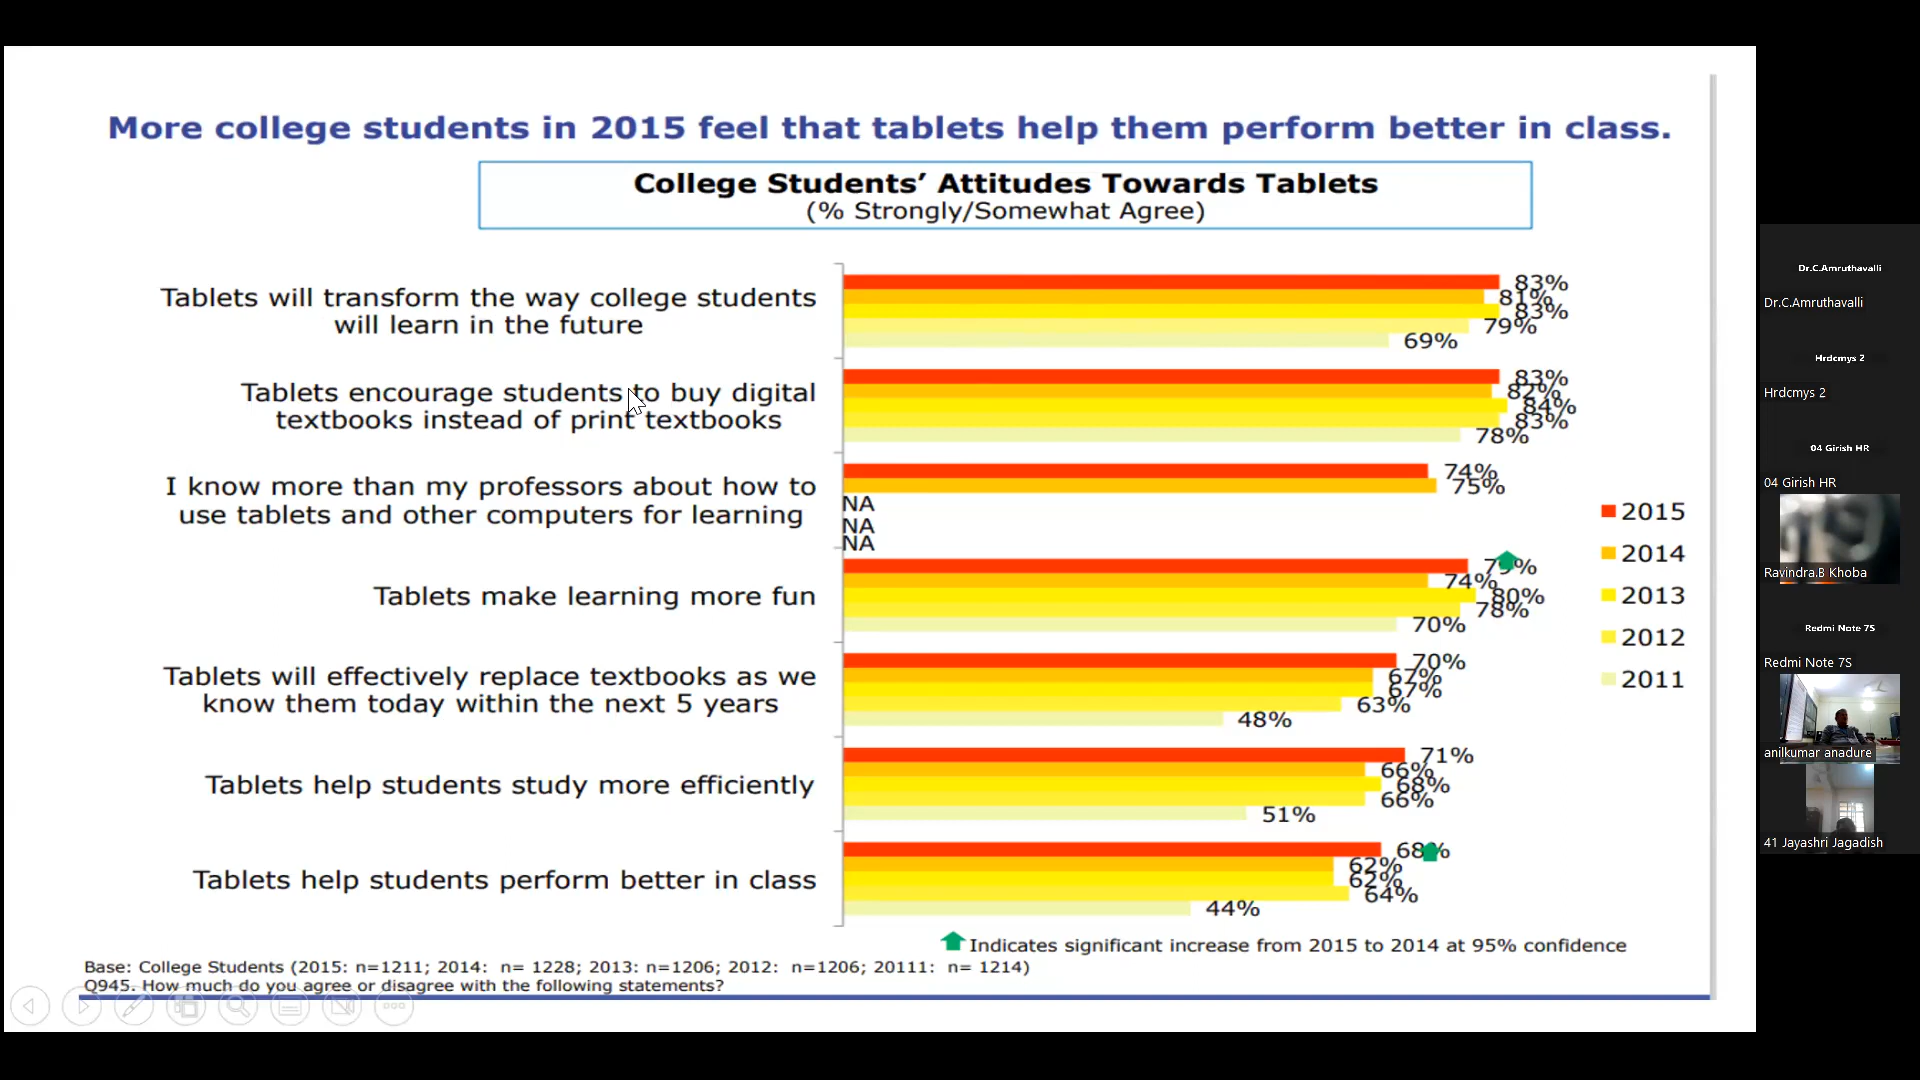 More college students in 2015 feel that tablets help them perform better in class.
College Students’ Attitudes Towards Tablets
(% Strongly/Somewhat Agree)
Tablets will transform the way college students
will learn in the future
83%
81%
83%
79%
69%
Tablets encourage students to buy digital
textbooks instead of print textbooks
83%
82%
84%
83%
78%
I know more than my professors about how to
use tablets and other computers for learning
74%
75%
NA
NA
NA
Tablets make learning more fun
79%
74%
80%
78%
70%
Tablets will effectively replace textbooks as we
know them today within the next 5 years
70%
67%
67%
63%
48%
Tablets help students study more efficiently
71%
66%
68%
66%
51%
Tablets help students perform better in class
68%
62%
62%
64%
44%
2015
2014
2013
2012
2011
Indicates significant increase from 2015 to 2014 at 95% confidence
Base: College Students (2015: n=1211; 2014: n= 1228; 2013: n=1206; 2012: n=1206; 20111: n= 1214)
Q945. How much do you agree or disagree with the following statements?
Dr.C.Amruthavalli
Dr.C.Amruthavalli
Hrdcmys 2
Hrdcmys 2
04 Girish HR
04 Girish HR
Ravindra.B Khoba
Redmi Note 7S
Redmi Note 7S
anilkumar anadure
41 Jayashri Jagadish